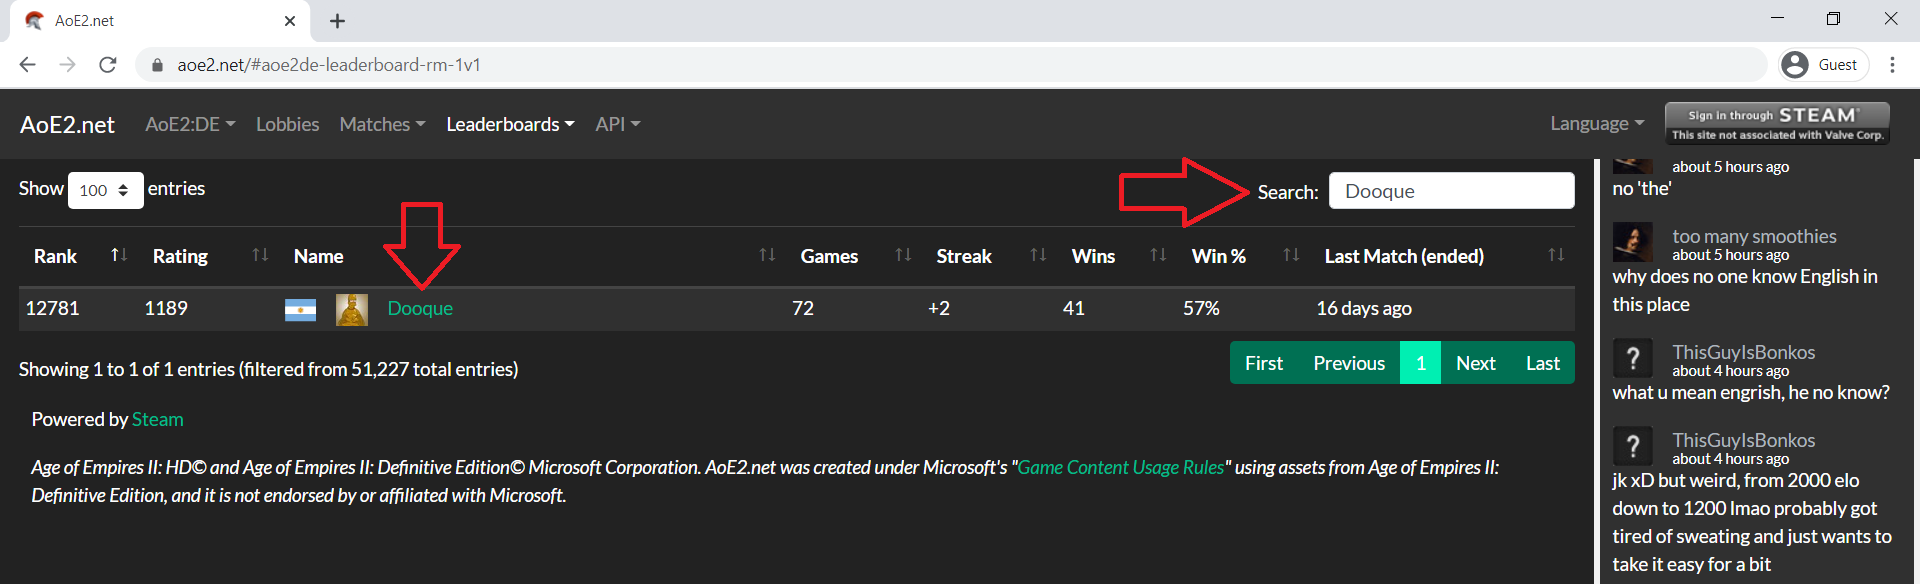 AoE2.net
aoe2.net/#aoe2de-leaderboard-rm-1v1
Guest
AoE2.net AoE2:DE Lobbies Matches Leaderboards API Language
Sign in through STEAM
This site not associated with Valve Corp.
Show 100 entries
Search: Dooque
Rank Rating Name Games Streak Wins Win % Last Match (ended)
12781 1189 Dooque 72 +2 41 57% 16 days ago
Showing 1 to 1 of 1 entries (filtered from 51,227 total entries)
First Previous 1 Next Last
Powered by Steam
Age of Empires II: HD© and Age of Empires II: Definitive Edition© Microsoft Corporation. AoE2.net was created under Microsoft's "Game Content Usage Rules" using assets from Age of Empires II:
Definitive Edition, and it is not endorsed by or affiliated with Microsoft.
about 5 hours ago
no 'the'
too many smoothies
about 5 hours ago
why does no one know English in
this place
?
ThisGuyIsBonkos
about 4 hours ago
what u mean engrish, he no know?
?
ThisGuyIsBonkos
about 4 hours ago
jk xD but weird, from 2000 elo
down to 1200 lmao probably got
tired of sweating and just wants to
take it easy for a bit